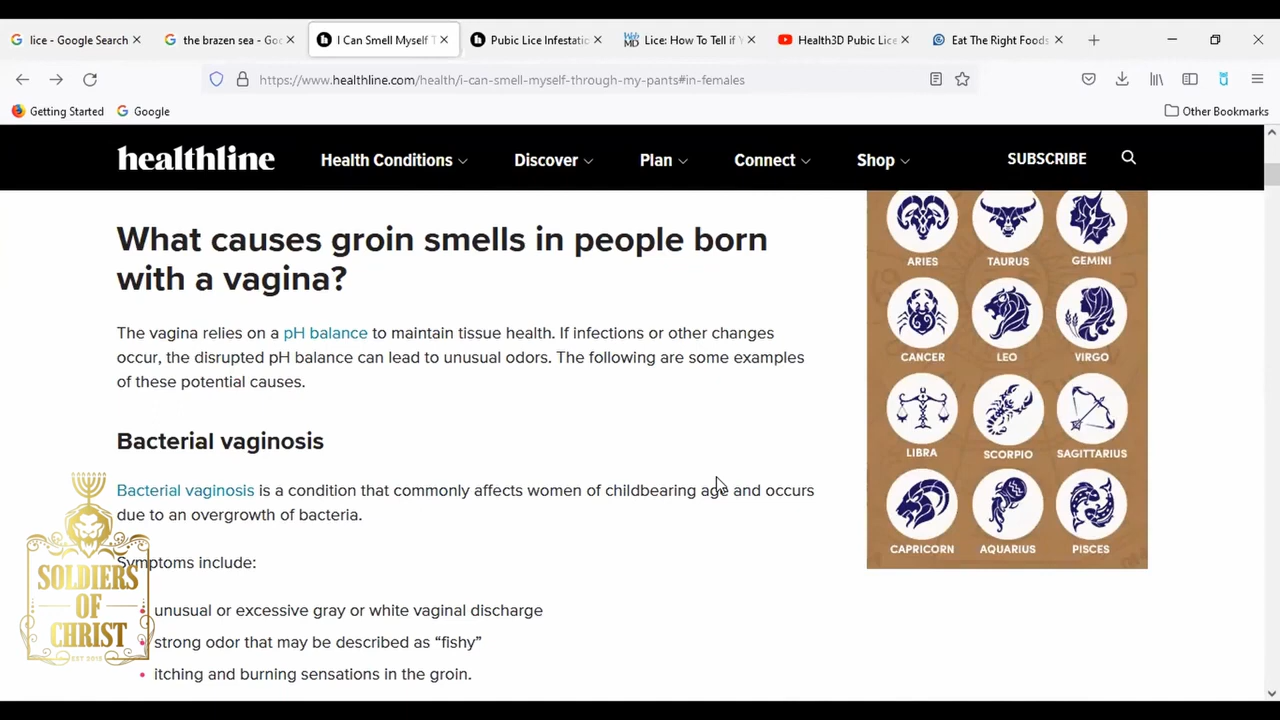 lice - Google Search
the brazen sea - Goo
I Can Smell Myself T
Pubic Lice Infestatio
WebMD
Lice: How To Tell if Y
Health3D Pubic Lice
Eat The Right Foods
https://www.healthline.com/health/i-can-smell-myself-through-my-pants#in-females
Getting Started
Google
Other Bookmarks
healthline
Health Conditions
Discover
Plan
Connect
Shop
SUBSCRIBE
What causes groin smells in people born
with a vagina?
The vagina relies on a pH balance to maintain tissue health. If infections or other changes
occur, the disrupted pH balance can lead to unusual odors. The following are some examples
of these potential causes.
Bacterial vaginosis
Bacterial vaginosis is a condition that commonly affects women of childbearing age and occurs
due to an overgrowth of bacteria.
Symptoms include:
unusual or excessive gray or white vaginal discharge
strong odor that may be described as “fishy”
itching and burning sensations in the groin.
ARIES TAURUS GEMINI
CANCER LEO VIRGO
LIBRA SCORPIO SAGITTARIUS
CAPRICORN AQUARIUS PISCES
SOLDIERS
OF
CHRIST